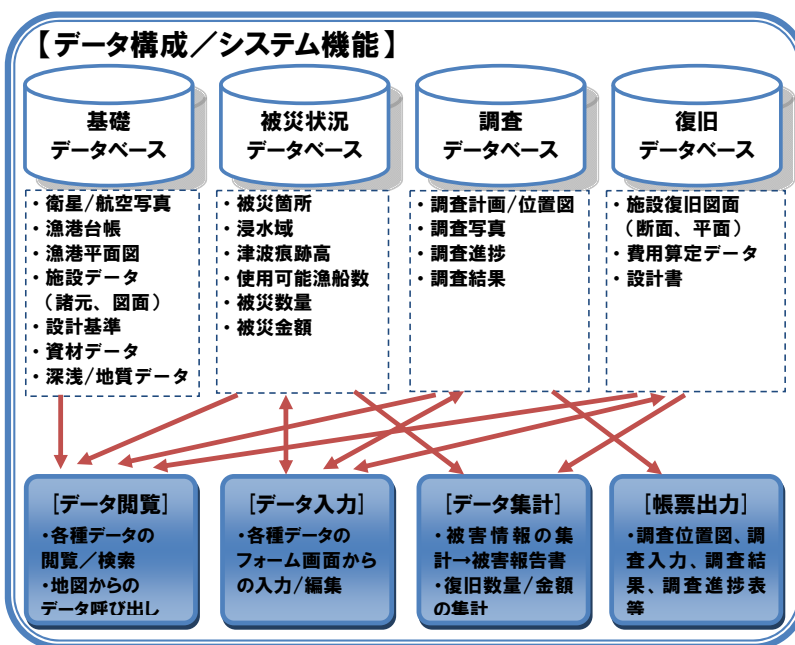 【データ構成／システム機能】
基礎
データベース
被災状況
データベース
調査
データベース
復旧
データベース
・衛星/航空写真
・漁港台帳
・漁港平面図
・施設データ
（諸元、図面）
・設計基準
・資材データ
・深浅/地質データ
・被災箇所
・浸水域
・津波痕跡高
・使用可能漁船数
・被災数量
・被災金額
・調査計画/位置図
・調査写真
・調査進捗
・調査結果
・施設復旧図面
（断面、平面）
・費用算定データ
・設計書
［データ閲覧］
・各種データの
閲覧／検索
・地図からの
データ呼び出し
［データ入力］
・各種データの
フォーム画面から
の入力/編集
［データ集計］
・被害情報の集
計→被害報告書
・復旧数量/金額
の集計
［帳票出力］
・調査位置図、調
査入力、調査結
果、調査進捗表
等